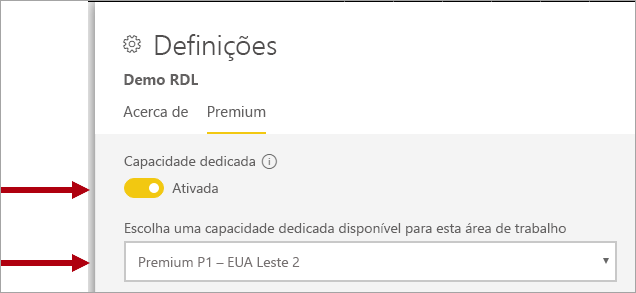 Definições
Demo RDL
Acerca de Premium
Capacidade dedicada
Ativada
Escolha uma capacidade dedicada disponível para esta área de trabalho
Premium P1 – EUA Leste 2